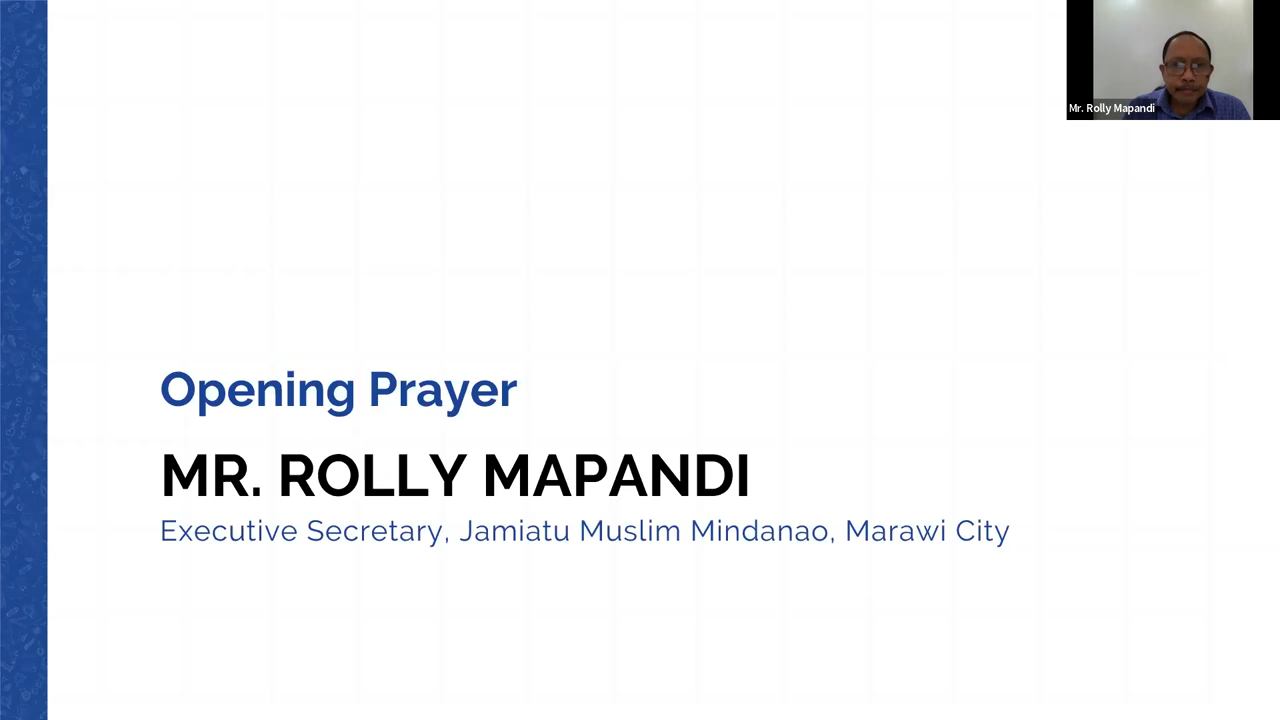 Mr. Rolly Mapandi
Opening Prayer
MR. ROLLY MAPANDI
Executive Secretary, Jamiatu Muslim Mindanao, Marawi City